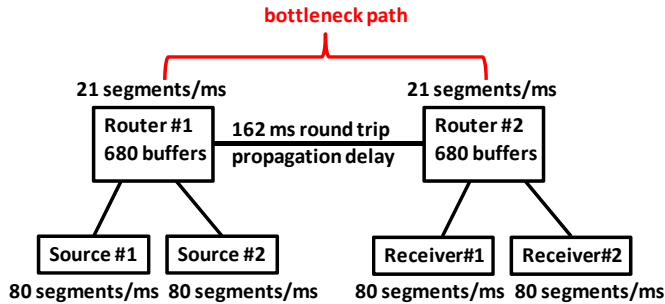 bottleneck path
21 segments/ms
21 segments/ms
Router #1
680 buffers
162 ms round trip
propagation delay
Router #2
680 buffers
Source #1
Source #2
Receiver#1
Receiver#2
80 segments/ms
80 segments/ms
80 segments/ms
80 segments/ms